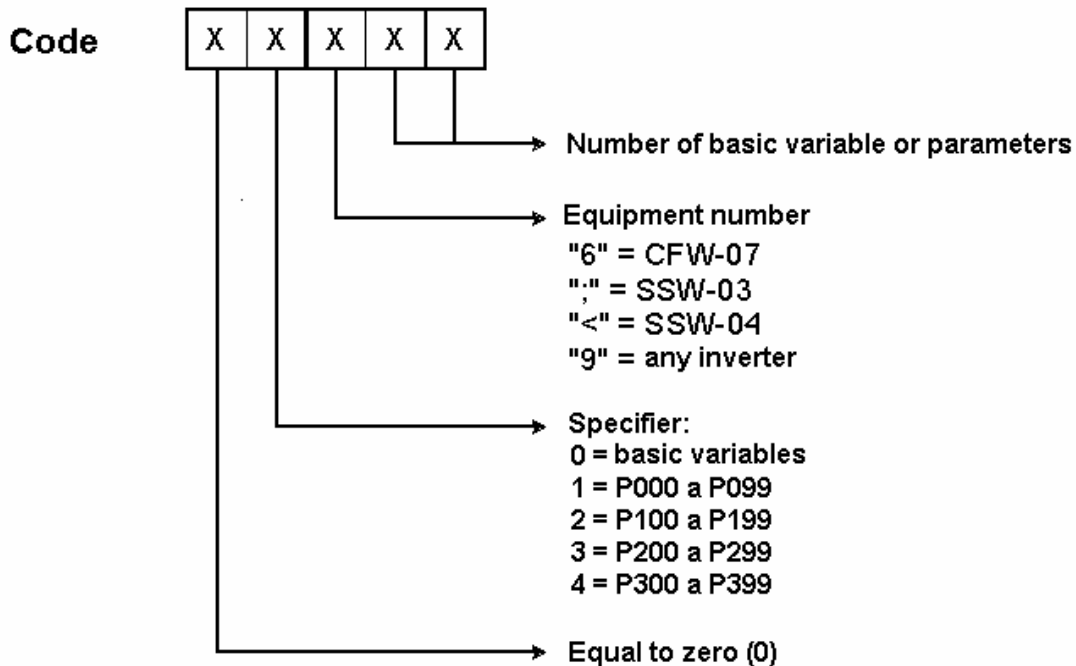 Code X X X X X
Number of basic variable or parameters
Equipment number
"6" = CFW-07
";" = SSW-03
"<" = SSW-04
"9" = any inverter
Specifier:
0 = basic variables
1 = P000 a P099
2 = P100 a P199
3 = P200 a P299
4 = P300 a P399
Equal to zero (0)